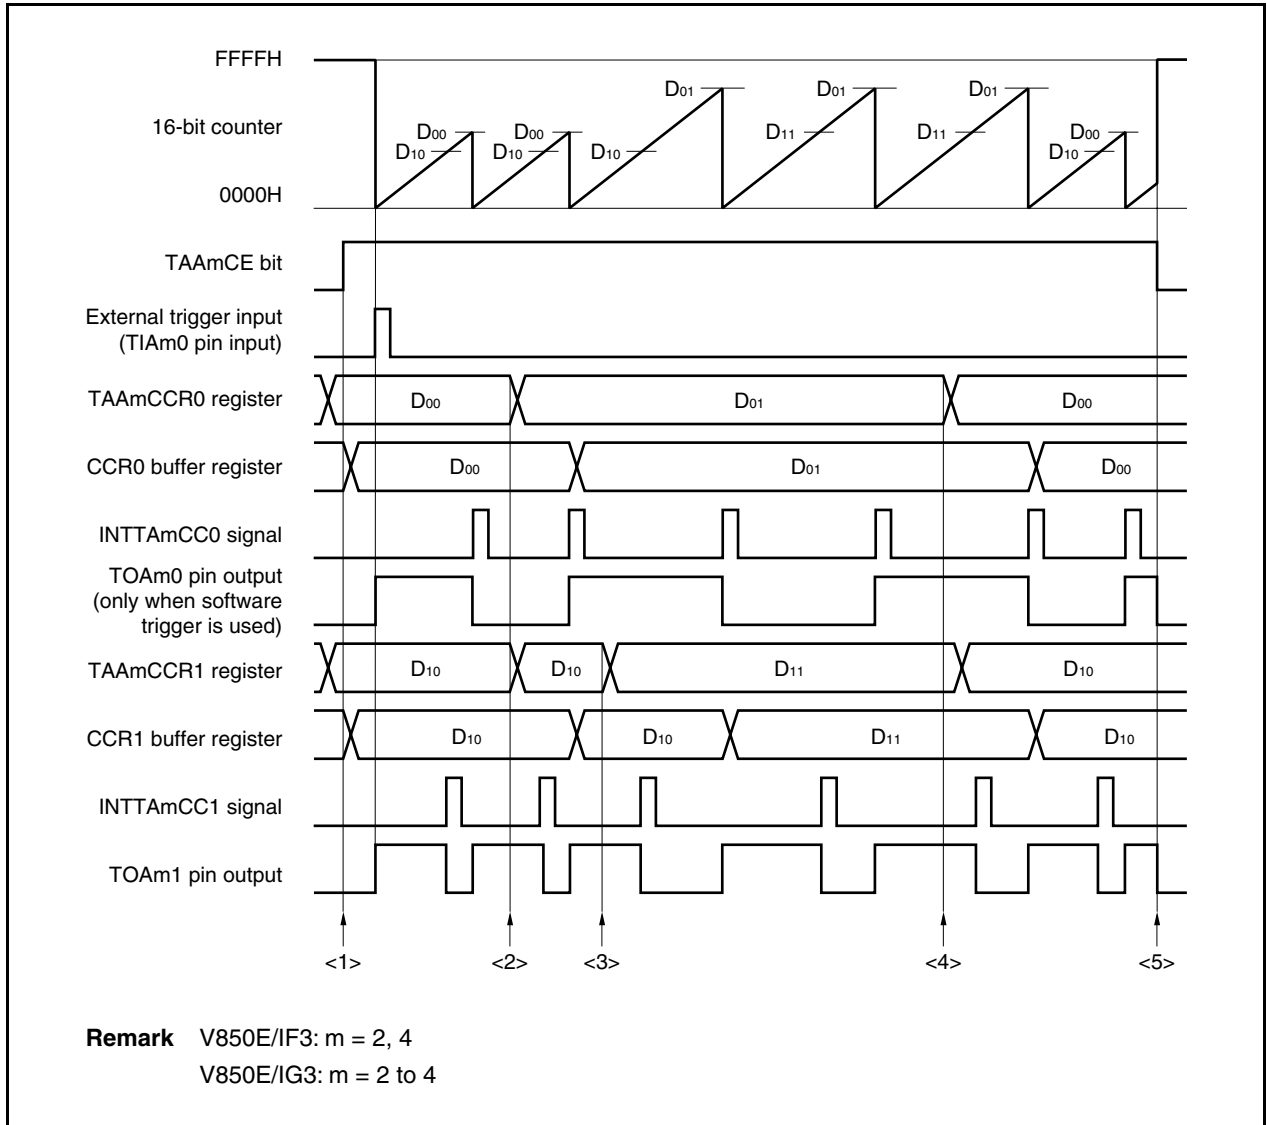 FFFFH
D01 D01 D01
16-bit counter
D00 D00 D11 D11 D00
D10 D10 D10 D10
0000H
TAAmCE bit
External trigger input
(TIAm0 pin input)
TAAmCCR0 register D00 D01 D00
CCR0 buffer register D00 D01 D00
INTTAmCC0 signal
TOAm0 pin output
(only when software
trigger is used)
TAAmCCR1 register D10 D10 D11 D10
CCR1 buffer register D10 D10 D11 D10
INTTAmCC1 signal
TOAm1 pin output
<1> <2> <3> <4> <5>
Remark V850E/IF3: m = 2, 4
V850E/IG3: m = 2 to 4